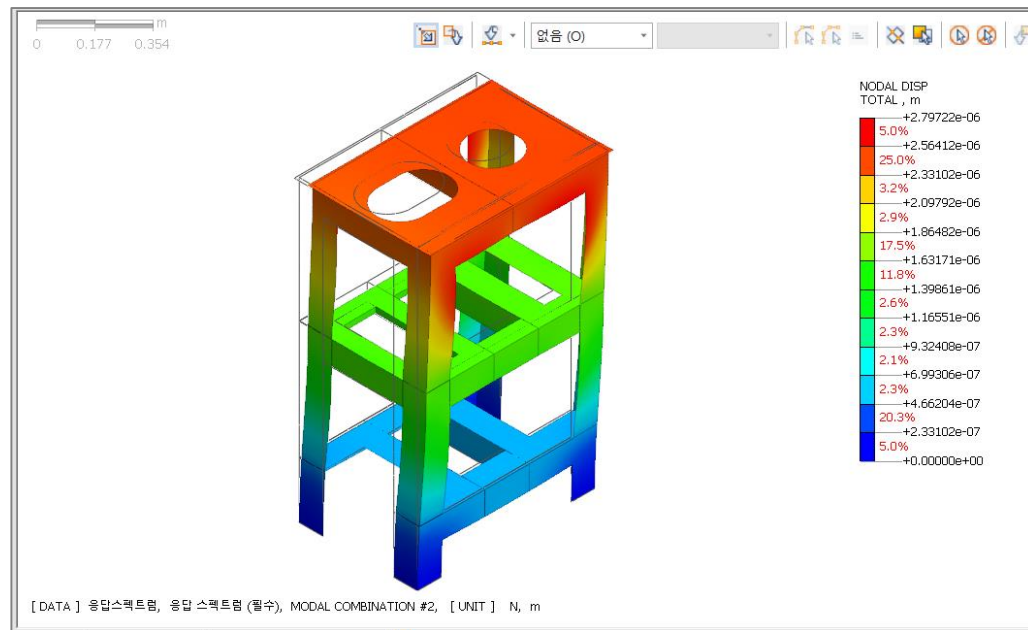 m
0 0.177 0.354
없음 (O)
NODAL DISP
TOTAL , m
+2.79722e-06
5.0%
+2.56412e-06
25.0%
+2.33102e-06
3.2%
+2.09792e-06
2.9%
+1.86482e-06
17.5%
+1.63171e-06
11.8%
+1.39861e-06
2.6%
+1.16551e-06
2.3%
+9.32408e-07
2.1%
+6.99306e-07
2.3%
+4.66204e-07
20.3%
+2.33102e-07
5.0%
+0.00000e+00
[ DATA ] 응답스펙트럼, 응답 스펙트럼 (필수), MODAL COMBINATION #2, [ UNIT ] N, m